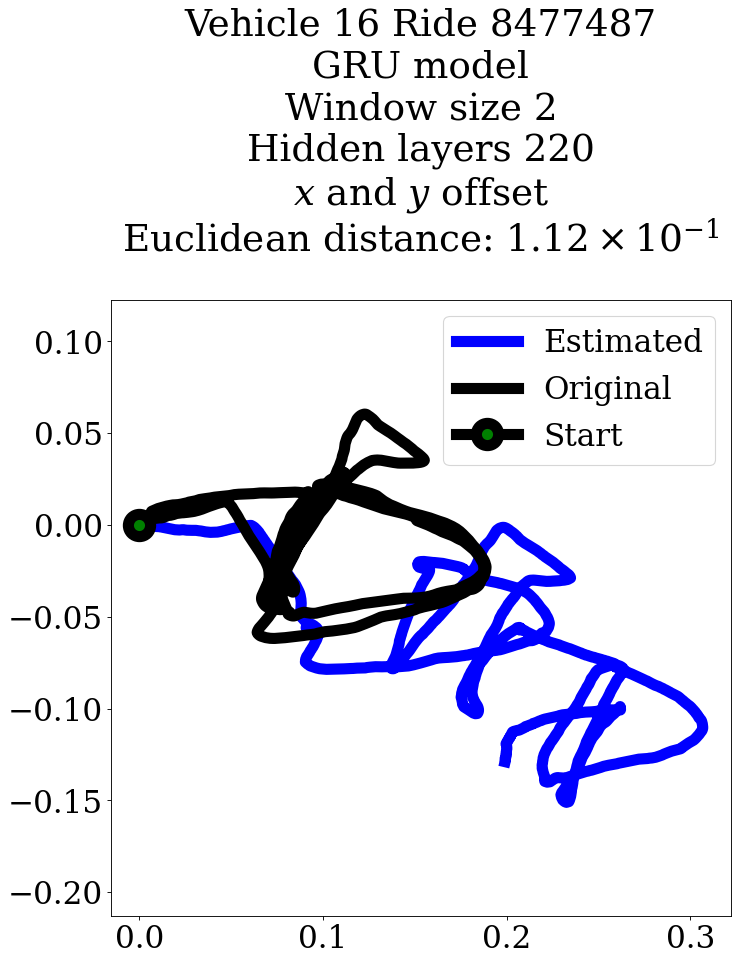 Vehicle 16 Ride 8477487
GRU model
Window size 2
Hidden layers 220
x and y offset
Euclidean distance: 1.12 × 10⁻¹
Estimated
Original
Start
0.10
0.05
0.00
−0.05
−0.10
−0.15
−0.20
0.0 0.1 0.2 0.3